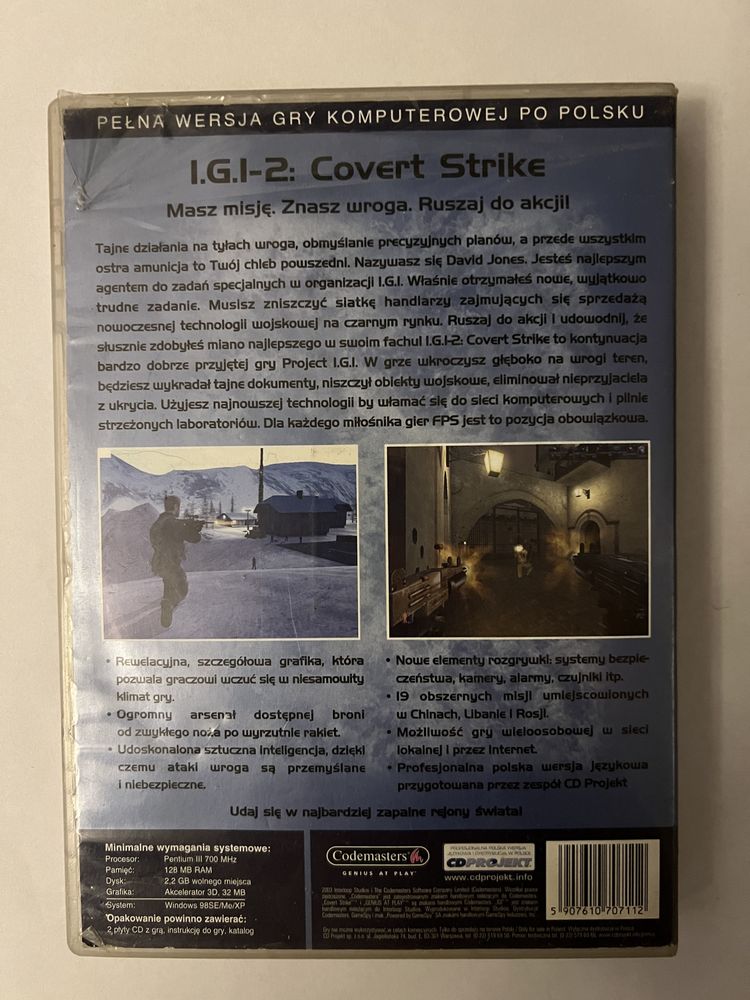 PEŁNA WERSJA GRY KOMPUTEROWEJ PO POLSKU
I.G.I-2: Covert Strike
Masz misję. Znasz wroga. Ruszaj do akcji!
Tajne działania na tyłach wroga, obmyślanie precyzyjnych planów, a przede wszystkim
ostra amunicja to Twój chleb powszedni. Nazywasz się David Jones. Jesteś najlepszym
agentem do zadań specjalnych w organizacji I.G.I. Właśnie otrzymałeś nowe, wyjątkowo
trudne zadanie. Musisz zniszczyć siatkę handlarzy zajmujących się sprzedażą
nowoczesnej technologii wojskowej na czarnym rynku. Ruszaj do akcji i udowodnij, że
słusznie zdobyłeś miano najlepszego w swoim fachu! I.G.I-2: Covert Strike to kontynuacja
bardzo dobrze przyjętej gry Project I.G.I. W grze wkroczysz głęboko na wrogi teren,
będziesz wykradał tajne dokumenty, niszczył obiekty wojskowe, eliminował nieprzyjaciela
z ukrycia. Użyjesz najnowszej technologii by włamać się do sieci komputerowych i pilnie
strzeżonych laboratoriów. Dla każdego miłośnika gier FPS jest to pozycja obowiązkowa.
• Rewelacyjna, szczegółowa grafika, która
pozwala graczowi wczuć się w niesamowity
klimat gry.
• Ogromny arsenał dostępnej broni
od zwykłego noża po wyrzutnie rakiet.
• Udoskonalona sztuczna inteligencja, dzięki
czemu ataki wroga są przemyślane
i niebezpieczne.
• Nowe elementy rozgrywki: systemy bezpie-
czeństwa, kamery, alarmy, czujniki itp.
• 19 obszernych misji umiejscowionych
w Chinach, Libanie i Rosji.
• Możliwość gry wieloosobowej w sieci
lokalnej i przez Internet.
• Profesjonalna polska wersja językowa
przygotowana przez zespół CD Projekt
Udaj się w najbardziej zapalne rejony świata!
Minimalne wymagania systemowe:
Procesor: Pentium III 700 MHz
Pamięć: 128 MB RAM
Dysk: 2,2 GB wolnego miejsca
Grafika: Akcelerator 3D, 32 MB
System: Windows 98SE/Me/XP
Opakowanie powinno zawierać:
2 płyty CD z grą, instrukcję do gry, katalog
Codemasters
GENIUS AT PLAY
PROFESJONALNA POLSKA WERSJA
JĘZYKOWA I DYSTRYBUCJA W POLSCE
CDPROJEKT
www.cdprojekt.info
5 907610 707112